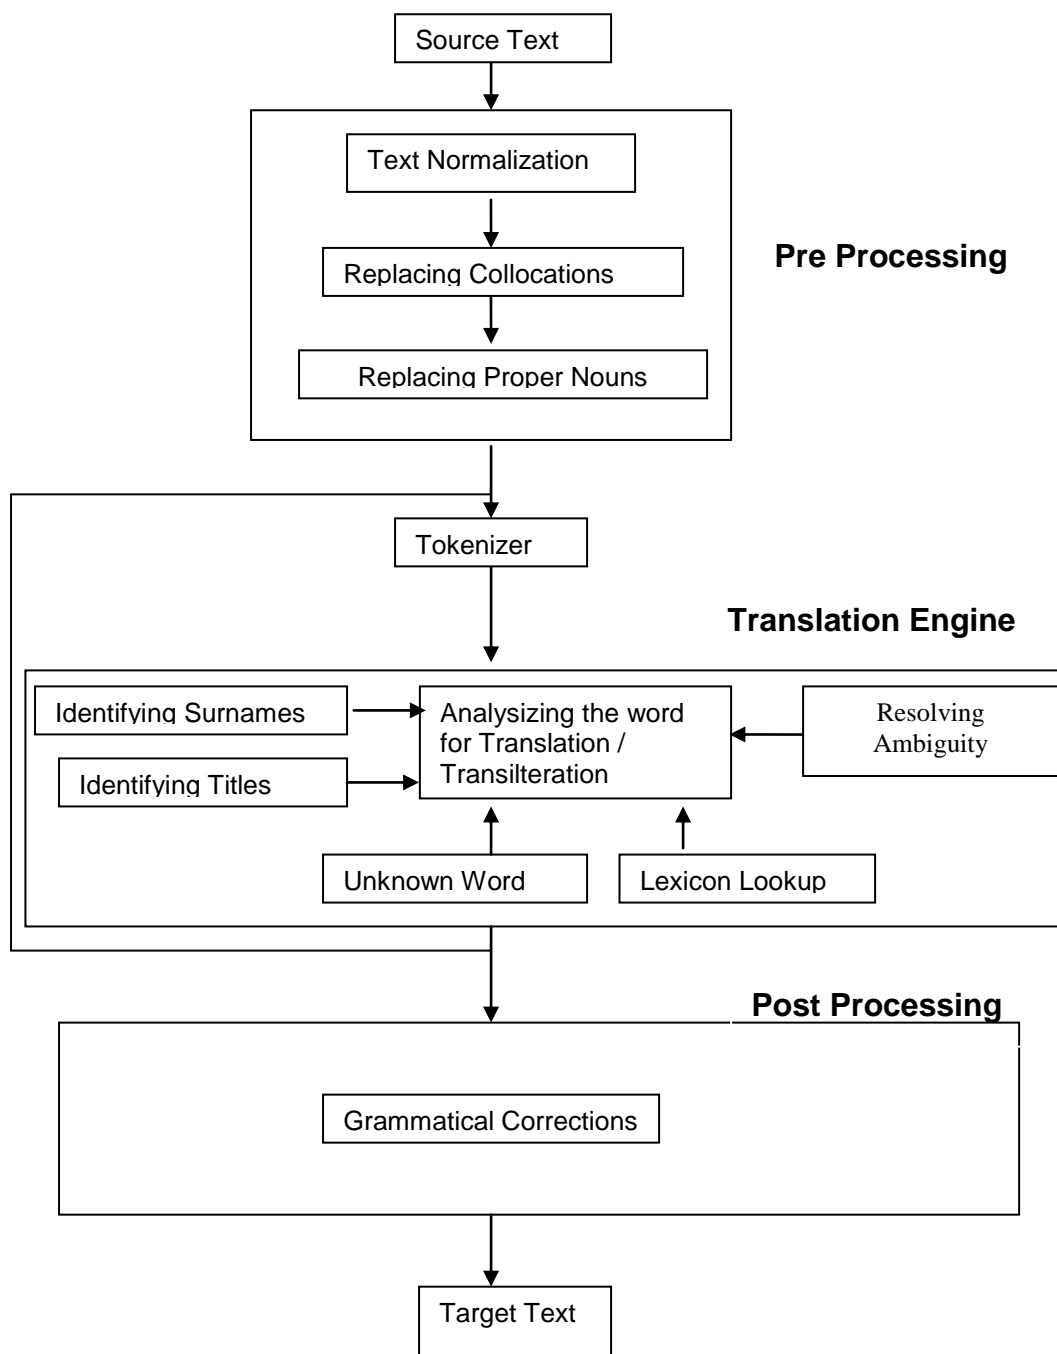 Source Text
Text Normalization
Replacing Collocations
Pre Processing
Replacing Proper Nouns
Tokenizer
Translation Engine
Identifying Surnames
Analysizing the word
for Translation /
Transilteration
Resolving
Ambiguity
Identifying Titles
Unknown Word
Lexicon Lookup
Post Processing
Grammatical Corrections
Target Text